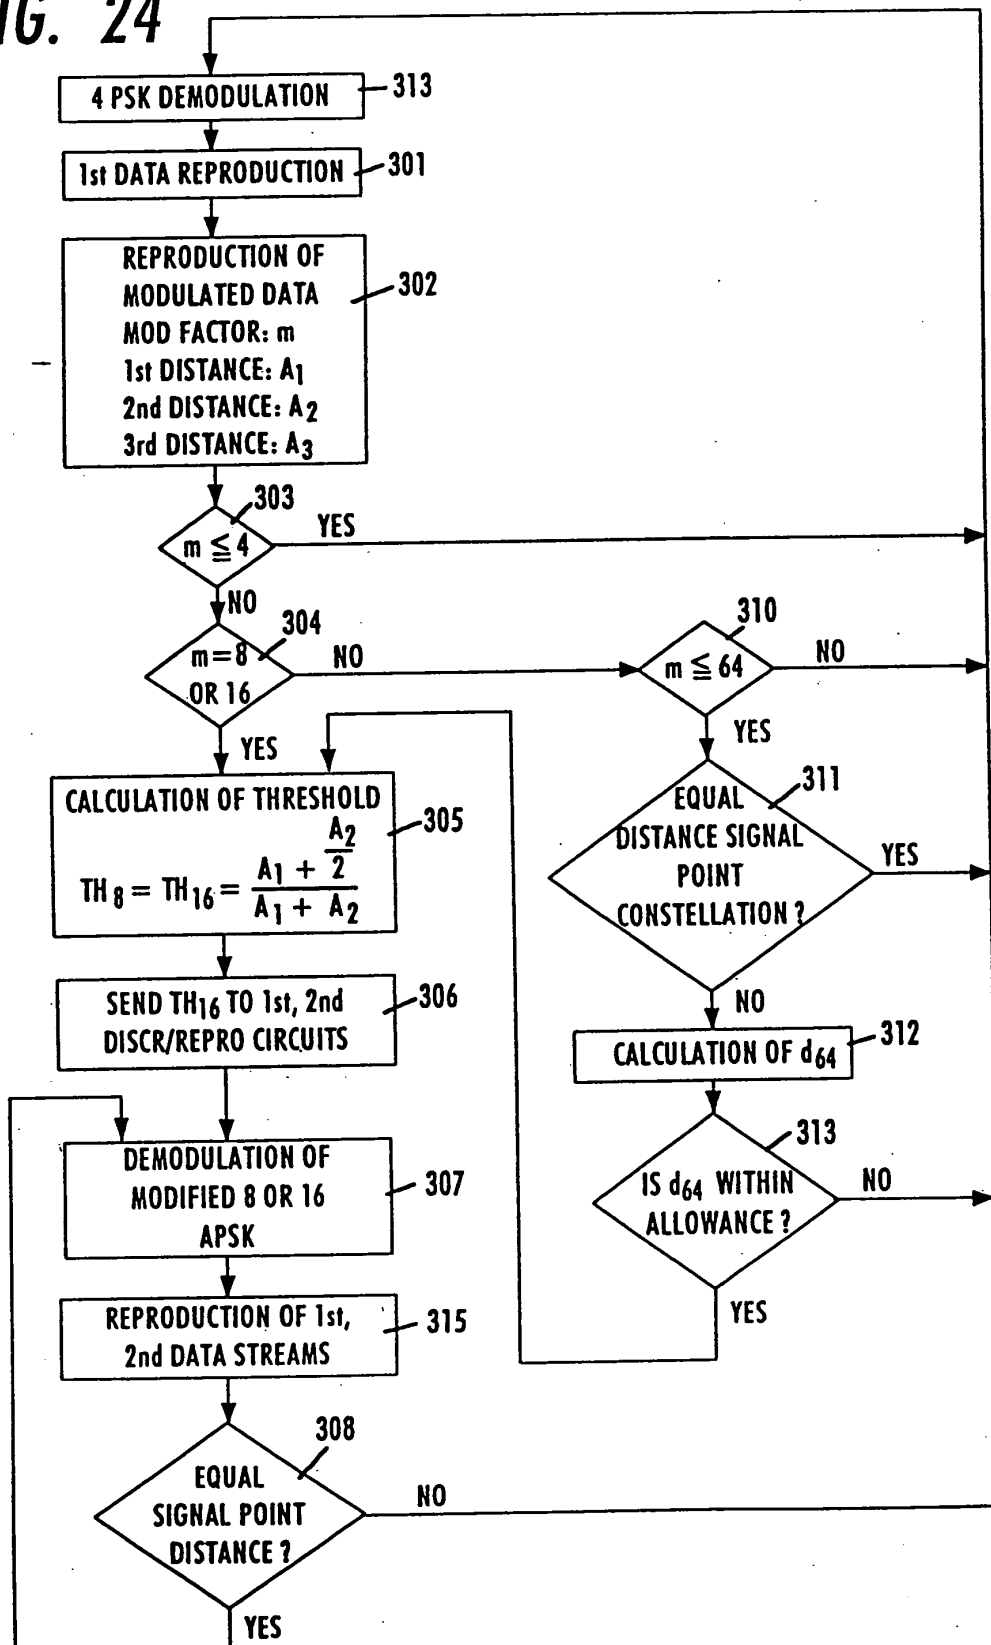 IG. 24
4 PSK DEMODULATION
313
1st DATA REPRODUCTION
301
REPRODUCTION OF
MODULATED DATA
MOD FACTOR: m
1st DISTANCE: A1
2nd DISTANCE: A2
3rd DISTANCE: A3
302
303
m ≦ 4
YES
NO
304
m=8
OR 16
NO
YES
310
m ≦ 64
NO
YES
CALCULATION OF THRESHOLD
TH8 = TH16 = (A1 + A2/2) / (A1 + A2)
305
311
EQUAL
DISTANCE SIGNAL
POINT
CONSTELLATION ?
YES
NO
SEND TH16 TO 1st, 2nd
DISCR/REPRO CIRCUITS
306
CALCULATION OF d64
312
DEMODULATION OF
MODIFIED 8 OR 16
APSK
307
313
IS d64 WITHIN
ALLOWANCE ?
NO
YES
REPRODUCTION OF 1st,
2nd DATA STREAMS
315
308
EQUAL
SIGNAL POINT
DISTANCE ?
NO
YES